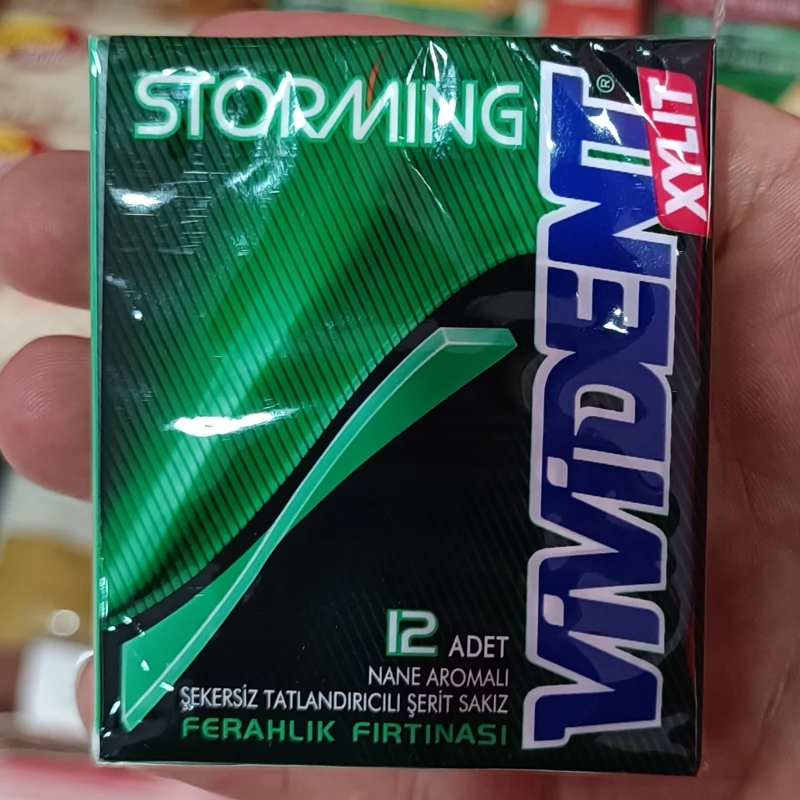 STORMING
ViViDENT®
XYLIT
12 ADET
NANE AROMALI
ŞEKERSİZ TATLANDIRICILI ŞERİT SAKIZ
FERAHLIK FIRTINASI